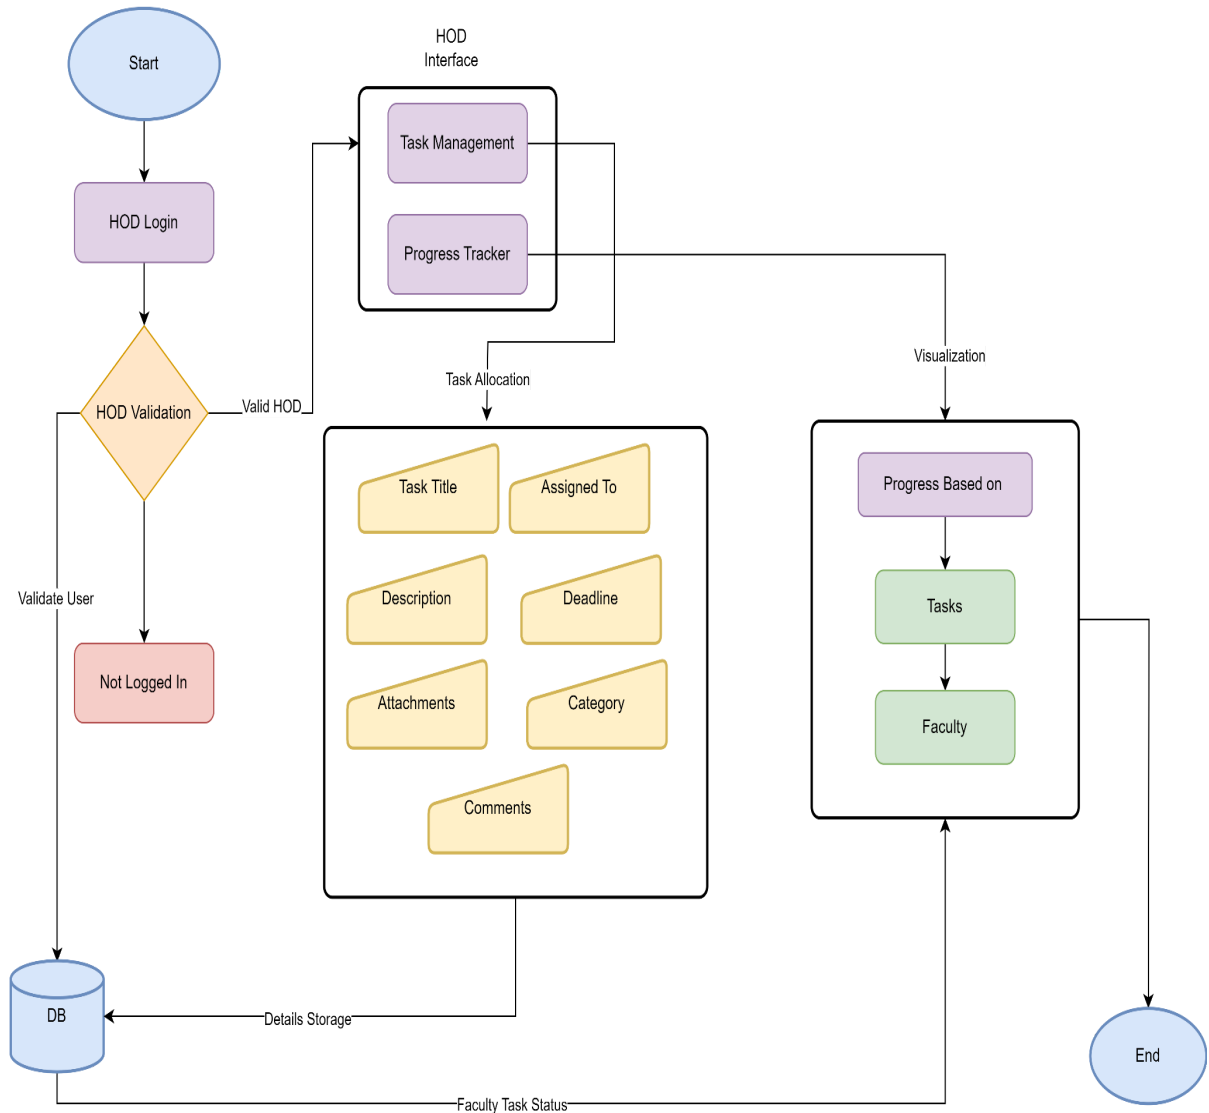 Start
HOD
Interface
Task Management
HOD Login
Progress Tracker
Visualization
Task Allocation
Valid HOD
HOD Validation
Task Title
Assigned To
Progress Based on
Validate User
Description
Deadline
Tasks
Not Logged In
Attachments
Category
Faculty
Comments
DB
Details Storage
End
Faculty Task Status